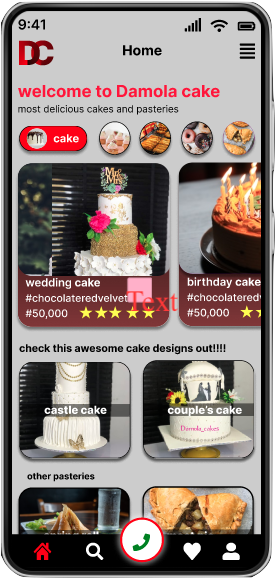 9:41
DC
Home
welcome to Damola cake
most delicious cakes and pasteries
cake
Mr
Mrs
wedding cake
birthday cake
#chocolateredvelvet
#chocolateredv
Text
#50,000
#50,000
check this awesome cake designs out!!!!
castle cake
couple's cake
Damola_cakes
other pasteries